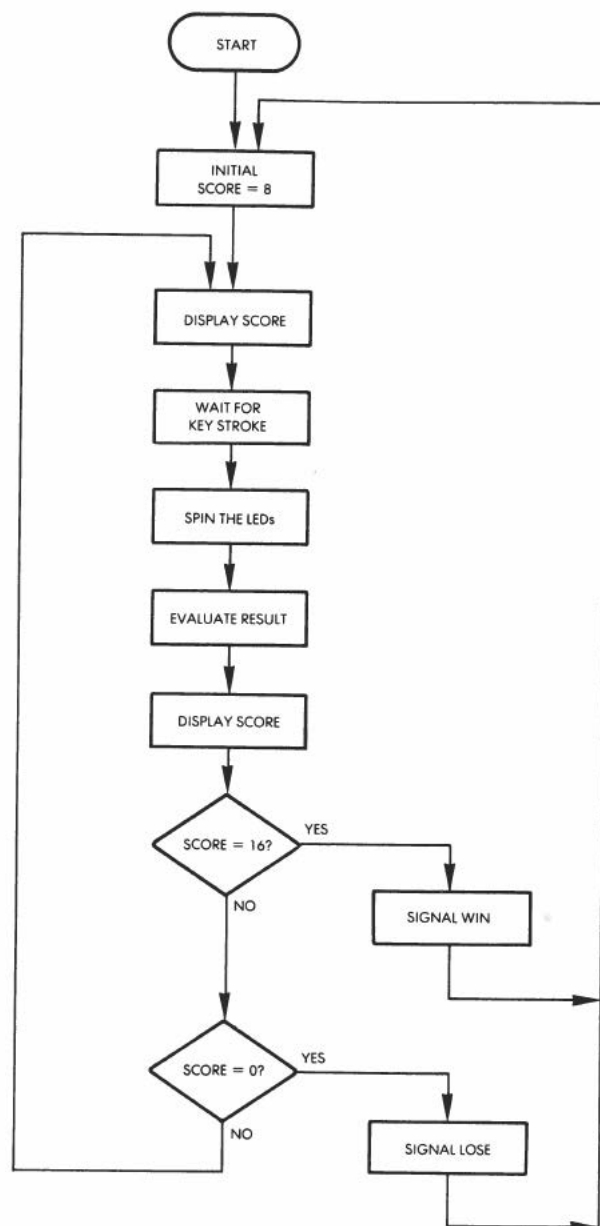 START
INITIAL
SCORE = 8
DISPLAY SCORE
WAIT FOR
KEY STROKE
SPIN THE LEDs
EVALUATE RESULT
DISPLAY SCORE
SCORE = 16?
YES
NO
SIGNAL WIN
SCORE = 0?
YES
NO
SIGNAL LOSE